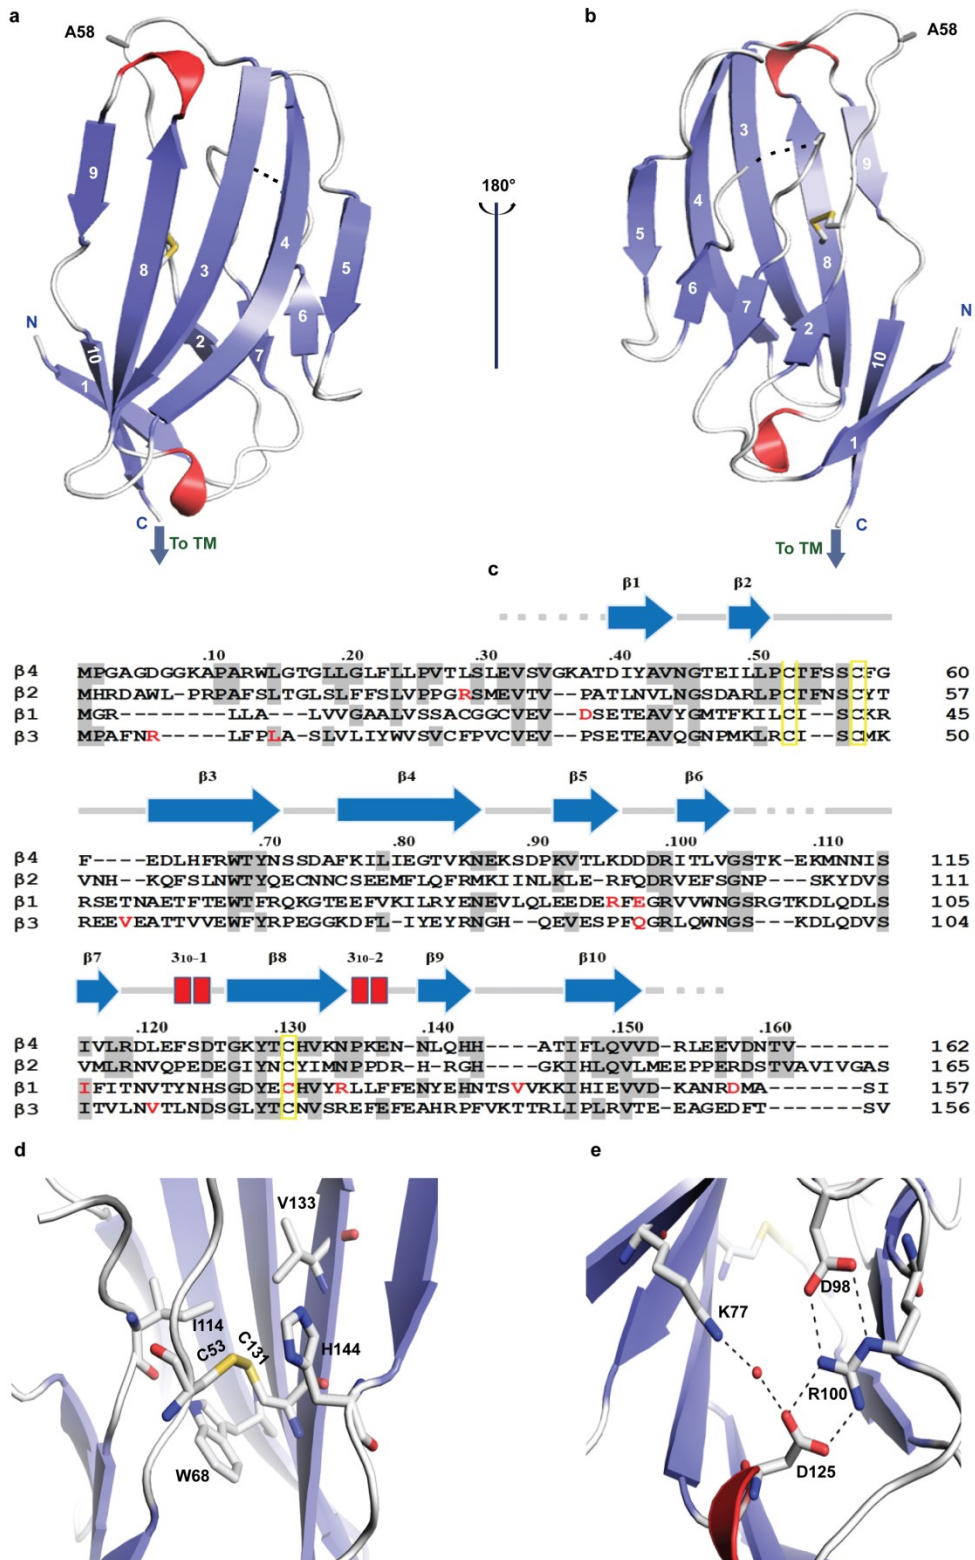 a
b
A58
A58
3
9
3
9
4
4
8
3
5
5
8
6
6
7
2
2
7
N
N
10
10
1
1
180°
C
To TM
C
To TM
c
β1 β2
.10 .20 .30 .40 .50
β4 MPGAGDGGKAPARWLGTGLLGLFLLPVTLSLEVSVGKATDIYAVNGTEILLPCTFSSCFG 60
β2 MHRDAWL-PRPAFSLTGLSLFFSLVPPGRSMEVTV--PATLNVLNGSDARLPCTFNSCYT 57
β1 MGR------LLA--LVVGAALVSSACGGCVEV--DSETEAVYGMTFKILCI--SCKR 45
β3 MPAFNR-----LFPLA-SLVLIYWVSVCFPVCVEV--PSETEAVQGNPMKLRCI--SCMK 50
β3 β4 β5 β6
.70 .80 .90 .100 .110
β4 F----EDLHFRWTYNSSDAFKILIEGTVKNEKSDPKVTLKDDDRITLVGSTK-EKMNNIS 115
β2 VNH--KQFSLNWTYQECNNCSEEMFLQFRMKIINLKLE-RFQDRVEFSGNP---SKYDVS 111
β1 RSETNAETFTEWTFRQKGTEEFVKILRYENEVLQLEEDERFEGRVVWNGSRGTKDLQNLS 105
β3 REEVEATTVVEWFYRPEGGKDFL-IYEYRNGH--QEVESPFQGRLQWNGS-KDLQDVS 104
β7 3₁₀-1 β8 3₁₀-2 β9 β10
.120 .130 .140 .150 .160
β4 IVLRDLEFSDTGKYTCHVKNPKEN-NLQHH---ATIFLQVVD-RLEEVDNTV------- 162
β2 VMLRNVQPEDEGIYNCYIMNPPDR-HRGH----GKIHLQVLMEEPPERDSTVAVIVGAS 165
β1 IFITNVTYNHSGDYECHVYRLLFFENYEHNTSVVKKIHIEVVD-KANRDMA------SI 157
β3 ITVLNVTLNDSGLYTCNVSREFEFEAHRPFVKTTRLIPLRVTE-EAGEDFT------SV 156
d
e
V133
I114
C53
C131
H144
W68
K77
D98
R100
D125